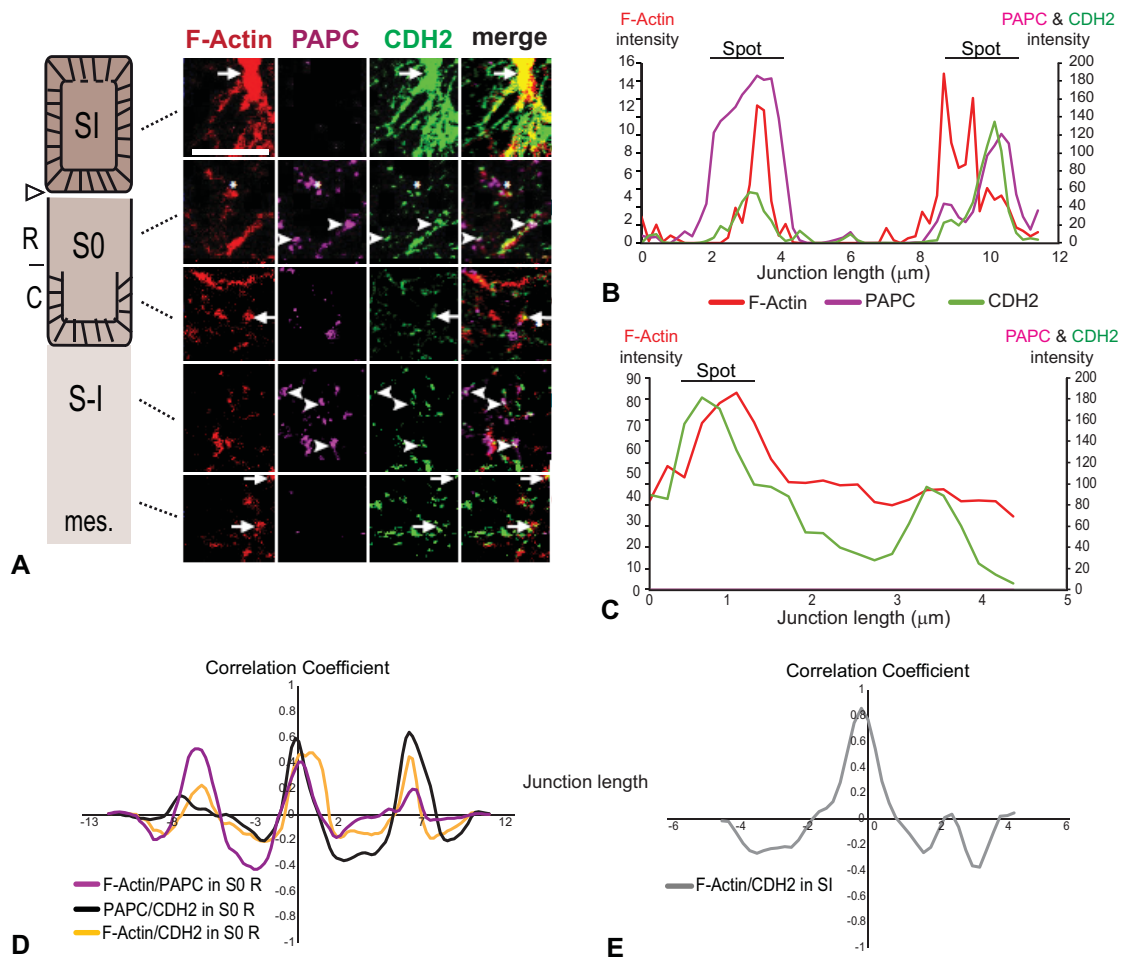 F-Actin PAPC CDH2 merge
SI
R
S0
C
S-I
mes.
A
F-Actin
intensity
PAPC & CDH2
intensity
Spot Spot
16
14
12
10
8
6
4
2
0
200
180
160
140
120
100
80
60
40
20
0
0 2 4 6 8 10 12
Junction length (μm)
B
F-Actin PAPC CDH2
F-Actin
intensity
PAPC & CDH2
intensity
Spot
90
80
70
60
50
40
30
20
10
0
200
180
160
140
120
100
80
60
40
20
0
0 1 2 3 4 5
Junction length (μm)
C
Correlation Coefficient
1
0.8
0.6
0.4
0.2
0
-0.2
-0.4
-0.6
-0.8
-1
-13 -8 -3 2 7 12
Junction length
F-Actin/PAPC in S0 R
PAPC/CDH2 in S0 R
F-Actin/CDH2 in S0 R
D
Correlation Coefficient
1
0.8
0.6
0.4
0.2
0
-0.2
-0.4
-0.6
-0.8
-1
-6 -4 -2 0 2 4 6
F-Actin/CDH2 in SI
E